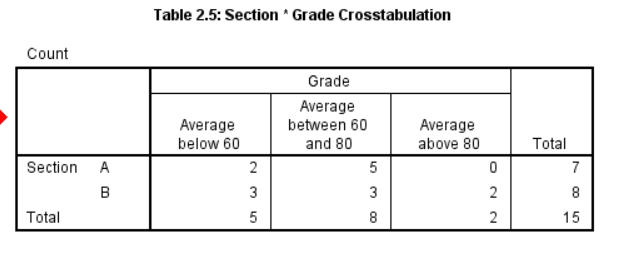 Table 2.5: Section * Grade Crosstabulation
Count
Grade
Average below 60 Average between 60 and 80 Average above 80 Total
Section A 2 5 0 7
B 3 3 2 8
Total 5 8 2 15